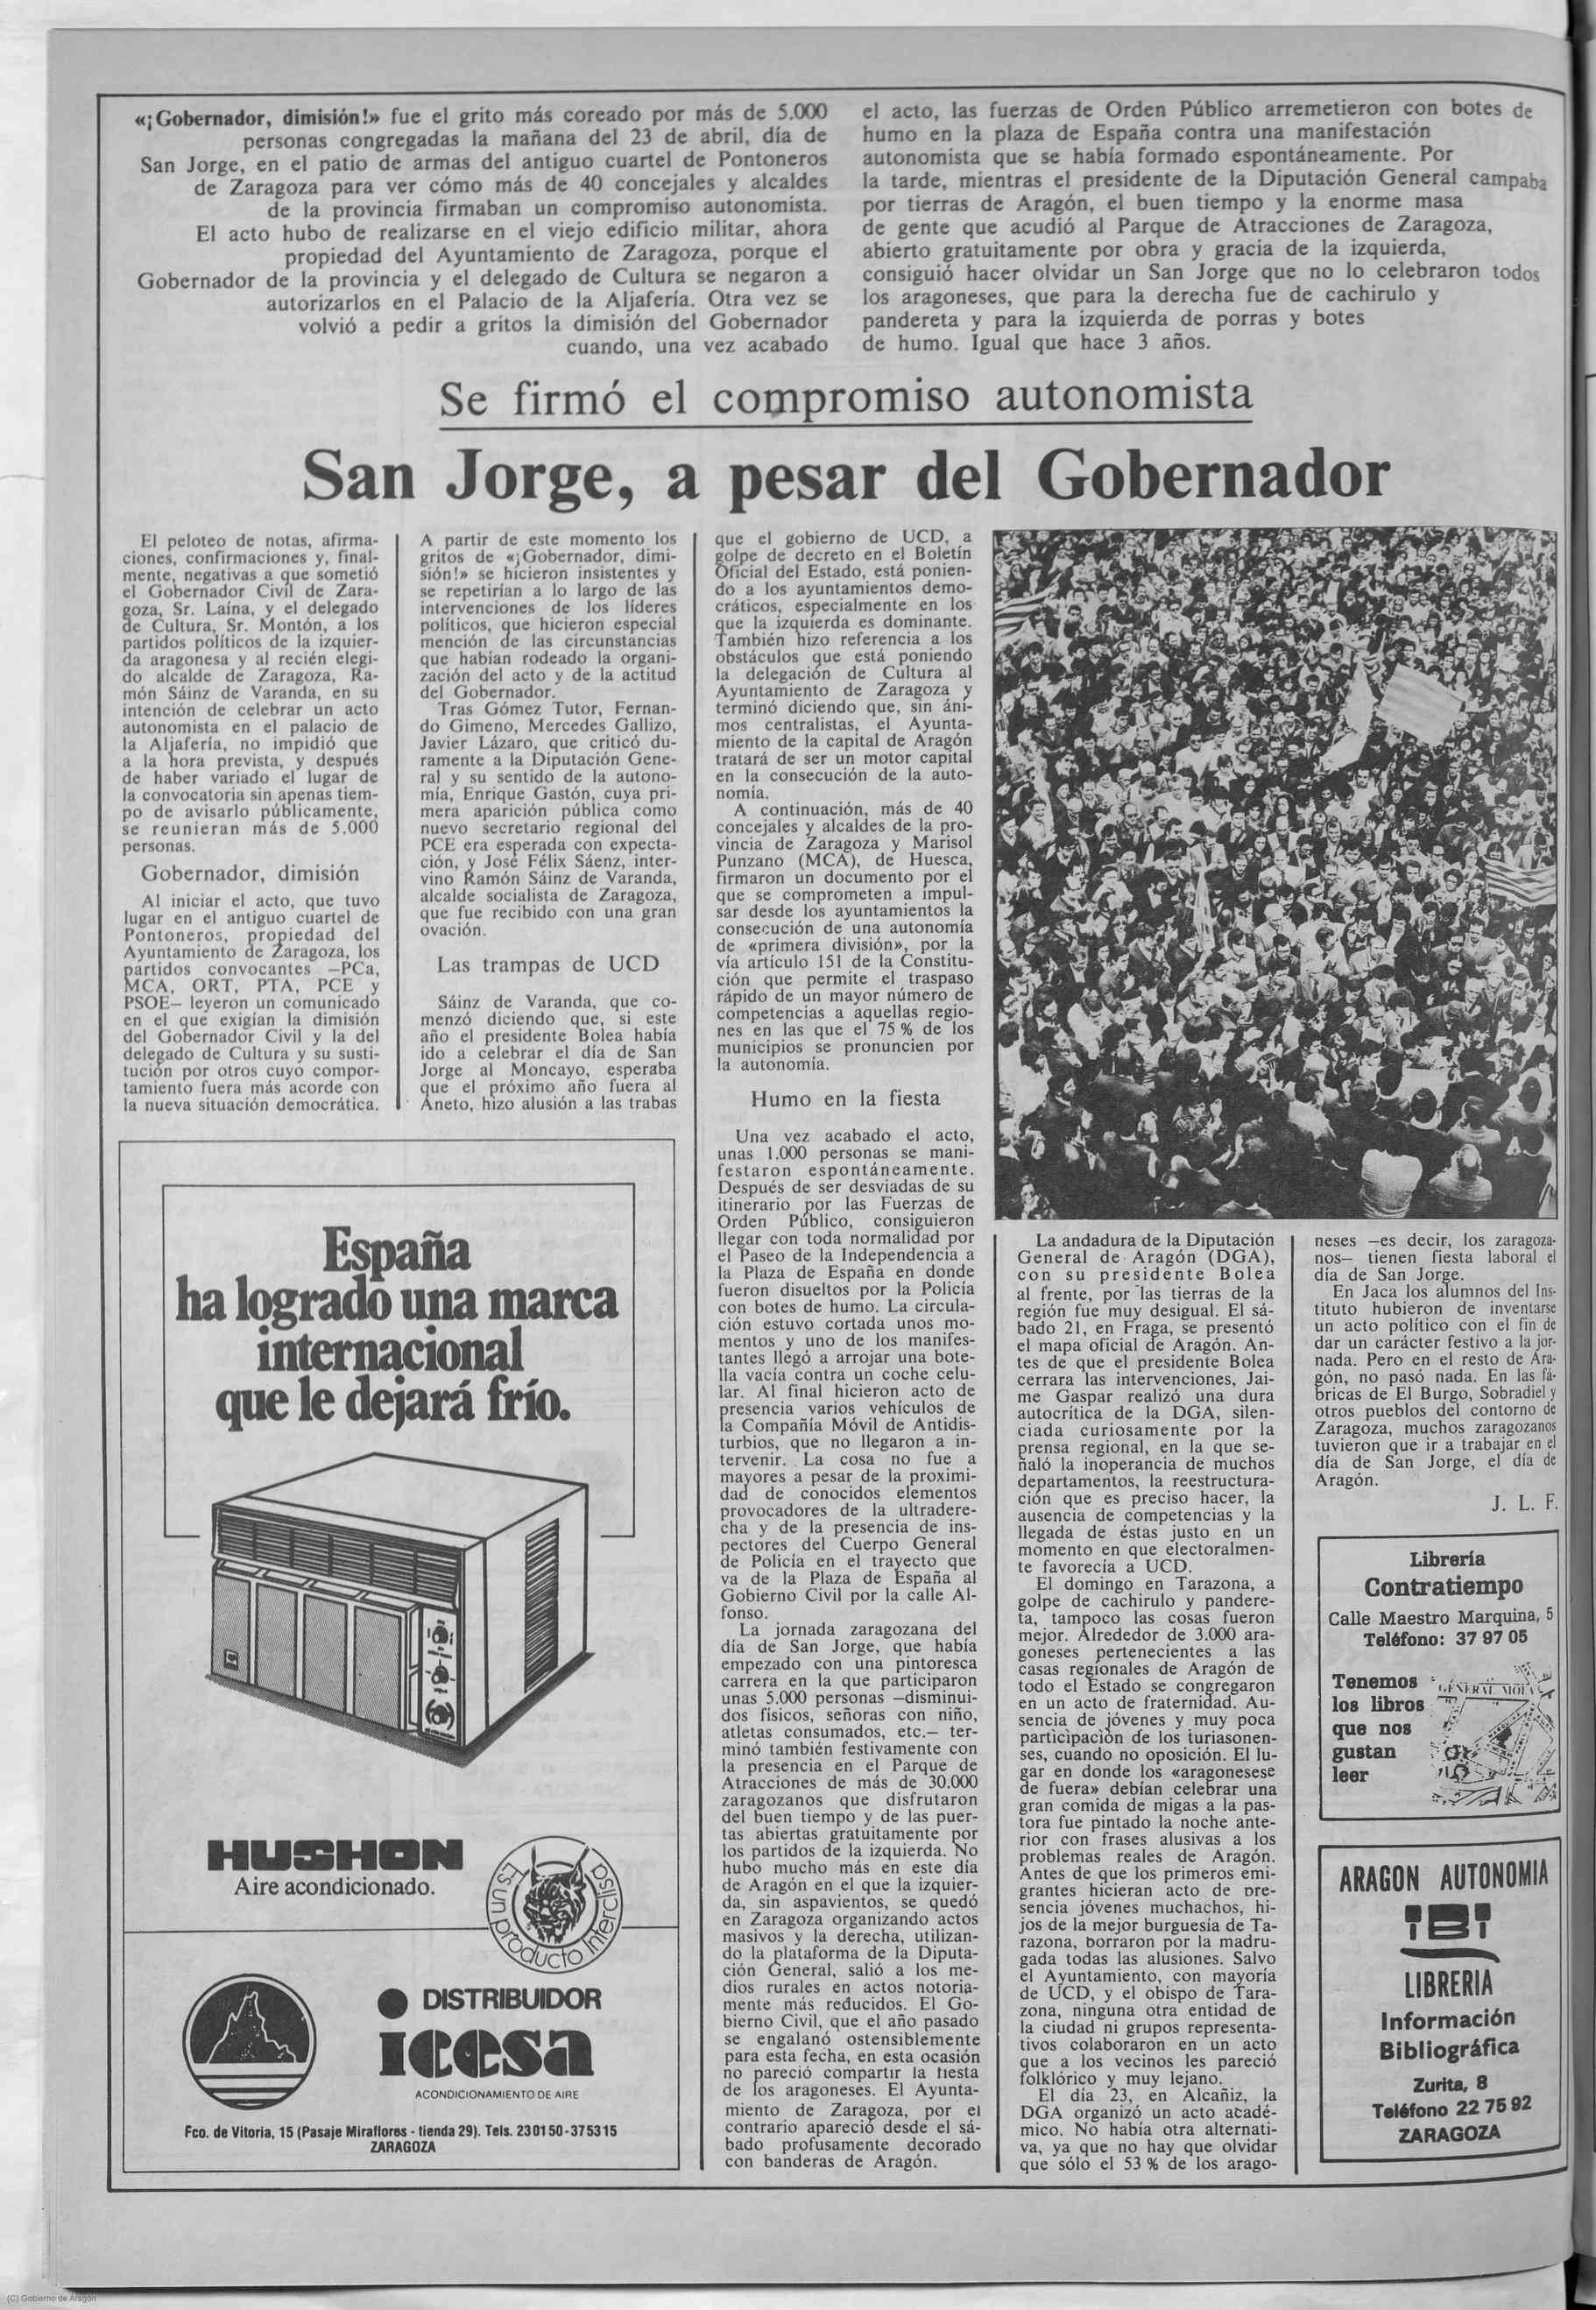 «¡Gobernador, dimisión!» fue el grito más coreado por más de 5.000
personas congregadas la mañana del 23 de abril, día de
San Jorge, en el patio de armas del antiguo cuartel de Pontoneros
de Zaragoza para ver cómo más de 40 concejales y alcaldes
de la provincia firmaban un compromiso autonomista.
El acto hubo de realizarse en el viejo edificio militar, ahora
propiedad del Ayuntamiento de Zaragoza, porque el
Gobernador de la provincia y el delegado de Cultura se negaron a
autorizarlos en el Palacio de la Aljafería. Otra vez se
volvió a pedir a gritos la dimisión del Gobernador
cuando, una vez acabado
el acto, las fuerzas de Orden Público arremetieron con botes de
humo en la plaza de España contra una manifestación
autonomista que se había formado espontáneamente. Por
la tarde, mientras el presidente de la Diputación General campaba
por tierras de Aragón, el buen tiempo y la enorme masa
de gente que acudió al Parque de Atracciones de Zaragoza,
abierto gratuitamente por obra y gracia de la izquierda,
consiguió hacer olvidar un San Jorge que no lo celebraron todos
los aragoneses, que para la derecha fue de cachirulo y
pandereta y para la izquierda de porras y botes
de humo. Igual que hace 3 años.
Se firmó el compromiso autonomista
San Jorge, a pesar del Gobernador
El peloteo de notas, afirma-
ciones, confirmaciones y, final-
mente, negativas a que sometió
el Gobernador Civil de Zara-
goza, Sr. Laína, y el delegado
de Cultura, Sr. Montón, a los
partidos políticos de la izquier-
da aragonesa y al recién elegi-
do alcalde de Zaragoza, Ra-
món Sáinz de Varanda, en su
intención de celebrar un acto
autonomista en el palacio de
la Aljafería, no impidió que
a la hora prevista, y después
de haber variado el lugar de
la convocatoria sin apenas tiem-
po de avisarlo públicamente,
se reunieran más de 5.000
personas.
Gobernador, dimisión
Al iniciar el acto, que tuvo
lugar en el antiguo cuartel de
Pontoneros, propiedad del
Ayuntamiento de Zaragoza, los
partidos convocantes —PCa,
MCA, ORT, PTA, PCE y
PSOE— leyeron un comunicado
en el que exigían la dimisión
del Gobernador Civil y la del
delegado de Cultura y su susti-
tución por otros cuyo compor-
tamiento fuera más acorde con
la nueva situación democrática.
A partir de este momento los
gritos de «¡Gobernador, dimi-
sión!» se hicieron insistentes y
se repetirían a lo largo de las
intervenciones de los líderes
políticos, que hicieron especial
mención de las circunstancias
que habían rodeado la organi-
zación del acto y de la actitud
del Gobernador.
Tras Gómez Tutor, Fernan-
do Gimeno, Mercedes Gallizo,
Javier Lázaro, que criticó du-
ramente a la Diputación Gene-
ral y su sentido de la autono-
mía, Enrique Gastón, cuya pri-
mera aparición pública como
nuevo secretario regional del
PCE era esperada con expecta-
ción, y José Félix Sáenz, inter-
vino Ramón Sáinz de Varanda,
alcalde socialista de Zaragoza,
que fue recibido con una gran
ovación.
Las trampas de UCD
Sáinz de Varanda, que co-
menzó diciendo que, si este
año el presidente Bolea había
ido a celebrar el día de San
Jorge al Moncayo, esperaba
que el próximo año fuera al
Aneto, hizo alusión a las trabas
que el gobierno de UCD, a
golpe de decreto en el Boletín
Oficial del Estado, está ponien-
do a los ayuntamientos demo-
cráticos, especialmente en los
que la izquierda es dominante.
También hizo referencia a los
obstáculos que está poniendo
la delegación de Cultura al
Ayuntamiento de Zaragoza y
terminó diciendo que, sin áni-
mos centralistas, el Ayunta-
miento de la capital de Aragón
tratará de ser un motor capital
en la consecución de la auto-
nomía.
A continuación, más de 40
concejales y alcaldes de la pro-
vincia de Zaragoza y Marisol
Punzano (MCA), de Huesca,
firmaron un documento por el
que se comprometen a impul-
sar desde los ayuntamientos la
consecución de una autonomía
de «primera división», por la
vía artículo 151 de la Constitu-
ción que permite el traspaso
rápido de un mayor número de
competencias a aquellas regio-
nes en las que el 75 % de los
municipios se pronuncien por
la autonomía.
Humo en la fiesta
Una vez acabado el acto,
unas 1.000 personas se mani-
festaron espontáneamente.
Después de ser desviadas de su
itinerario por las Fuerzas de
Orden Público, consiguieron
llegar con toda normalidad por
el Paseo de la Independencia a
la Plaza de España en donde
fueron disueltos por la Policía
con botes de humo. La circula-
ción estuvo cortada unos mo-
mentos y uno de los manifes-
tantes llegó a arrojar una bote-
lla vacía contra un coche celu-
lar. Al final hicieron acto de
presencia varios vehículos de
la Compañía Móvil de Antidis-
turbios, que no llegaron a in-
tervenir. La cosa no fue a
mayores a pesar de la proximi-
dad de conocidos elementos
provocadores de la ultradere-
cha y de la presencia de ins-
pectores del Cuerpo General
de Policía en el trayecto que
va de la Plaza de España al
Gobierno Civil por la calle Al-
fonso.
La jornada zaragozana del
día de San Jorge, que había
empezado con una pintoresca
carrera en la que participaron
unas 5.000 personas —disminui-
dos físicos, señoras con niño,
atletas consumados, etc.— ter-
minó también festivamente con
la presencia en el Parque de
Atracciones de más de 30.000
zaragozanos que disfrutaron
del buen tiempo y de las puer-
tas abiertas gratuitamente por
los partidos de la izquierda. No
hubo mucho más en este día
de Aragón en el que la izquier-
da, sin aspavientos, se quedó
en Zaragoza organizando actos
masivos y la derecha, utilizan-
do la plataforma de la Diputa-
ción General, salió a los me-
dios rurales en actos notoria-
mente más reducidos. El Go-
bierno Civil, que el año pasado
se engalanó ostensiblemente
para esta fecha, en esta ocasión
no pareció compartir la fiesta
de los aragoneses. El Ayunta-
miento de Zaragoza, por el
contrario apareció desde el sá-
bado profusamente decorado
con banderas de Aragón.
La andadura de la Diputación
General de Aragón (DGA),
con su presidente Bolea
al frente, por las tierras de la
región fue muy desigual. El sá-
bado 21, en Fraga, se presentó
el mapa oficial de Aragón. An-
tes de que el presidente Bolea
cerrara las intervenciones, Jai-
me Gaspar realizó una dura
autocrítica de la DGA, silen-
ciada curiosamente por la
prensa regional, en la que se-
ñaló la inoperancia de muchos
departamentos, la reestructura-
ción que es preciso hacer, la
ausencia de competencias y la
llegada de éstas justo en un
momento en que electoralmen-
te favorecía a UCD.
El domingo en Tarazona, a
golpe de cachirulo y pandere-
ta, tampoco las cosas fueron
mejor. Alrededor de 3.000 ara-
goneses pertenecientes a las
casas regionales de Aragón de
todo el Estado se congregaron
en un acto de fraternidad. Au-
sencia de jóvenes y muy poca
participación de los turiasonen-
ses, cuando no oposición. El lu-
gar en donde los «aragonesese
de fuera» debían celebrar una
gran comida de migas a la pas-
tora fue pintado la noche ante-
rior con frases alusivas a los
problemas reales de Aragón.
Antes de que los primeros emi-
grantes hicieran acto de pre-
sencia jóvenes muchachos, hi-
jos de la mejor burguesía de Ta-
razona, borraron por la madru-
gada todas las alusiones. Salvo
el Ayuntamiento, con mayoría
de UCD, y el obispo de Tara-
zona, ninguna otra entidad de
la ciudad ni grupos representa-
tivos colaboraron en un acto
que a los vecinos les pareció
folklórico y muy lejano.
El día 23, en Alcañiz, la
DGA organizó un acto acadé-
mico. No había otra alternati-
va, ya que no hay que olvidar
que sólo el 53 % de los arago-
neses —es decir, los zaragoza-
nos— tienen fiesta laboral el
día de San Jorge.
En Jaca los alumnos del Ins-
tituto hubieron de inventarse
un acto político con el fin de
dar un carácter festivo a la jor-
nada. Pero en el resto de Ara-
gón, no pasó nada. En las fá-
bricas de El Burgo, Sobradiel y
otros pueblos del contorno de
Zaragoza, muchos zaragozanos
tuvieron que ir a trabajar en el
día de San Jorge, el día de
Aragón.
J. L. F.
España
ha logrado una marca
internacional
que le dejará frío.
HUSHON
Aire acondicionado.
Es un producto Interclisa
DISTRIBUIDOR
icesa
ACONDICIONAMIENTO DE AIRE
Fco. de Vitoria, 15 (Pasaje Miraflores - tienda 29). Tels. 230150-375315
ZARAGOZA
Librería
Contratiempo
Calle Maestro Marquina, 5
Teléfono: 37 97 05
Tenemos
los libros
que nos
gustan
leer
GENERAL MOLA
ARAGON AUTONOMIA
LIBRERIA
Información
Bibliográfica
Zurita, 8
Teléfono 22 75 92
ZARAGOZA
(C) Gobierno de Aragón